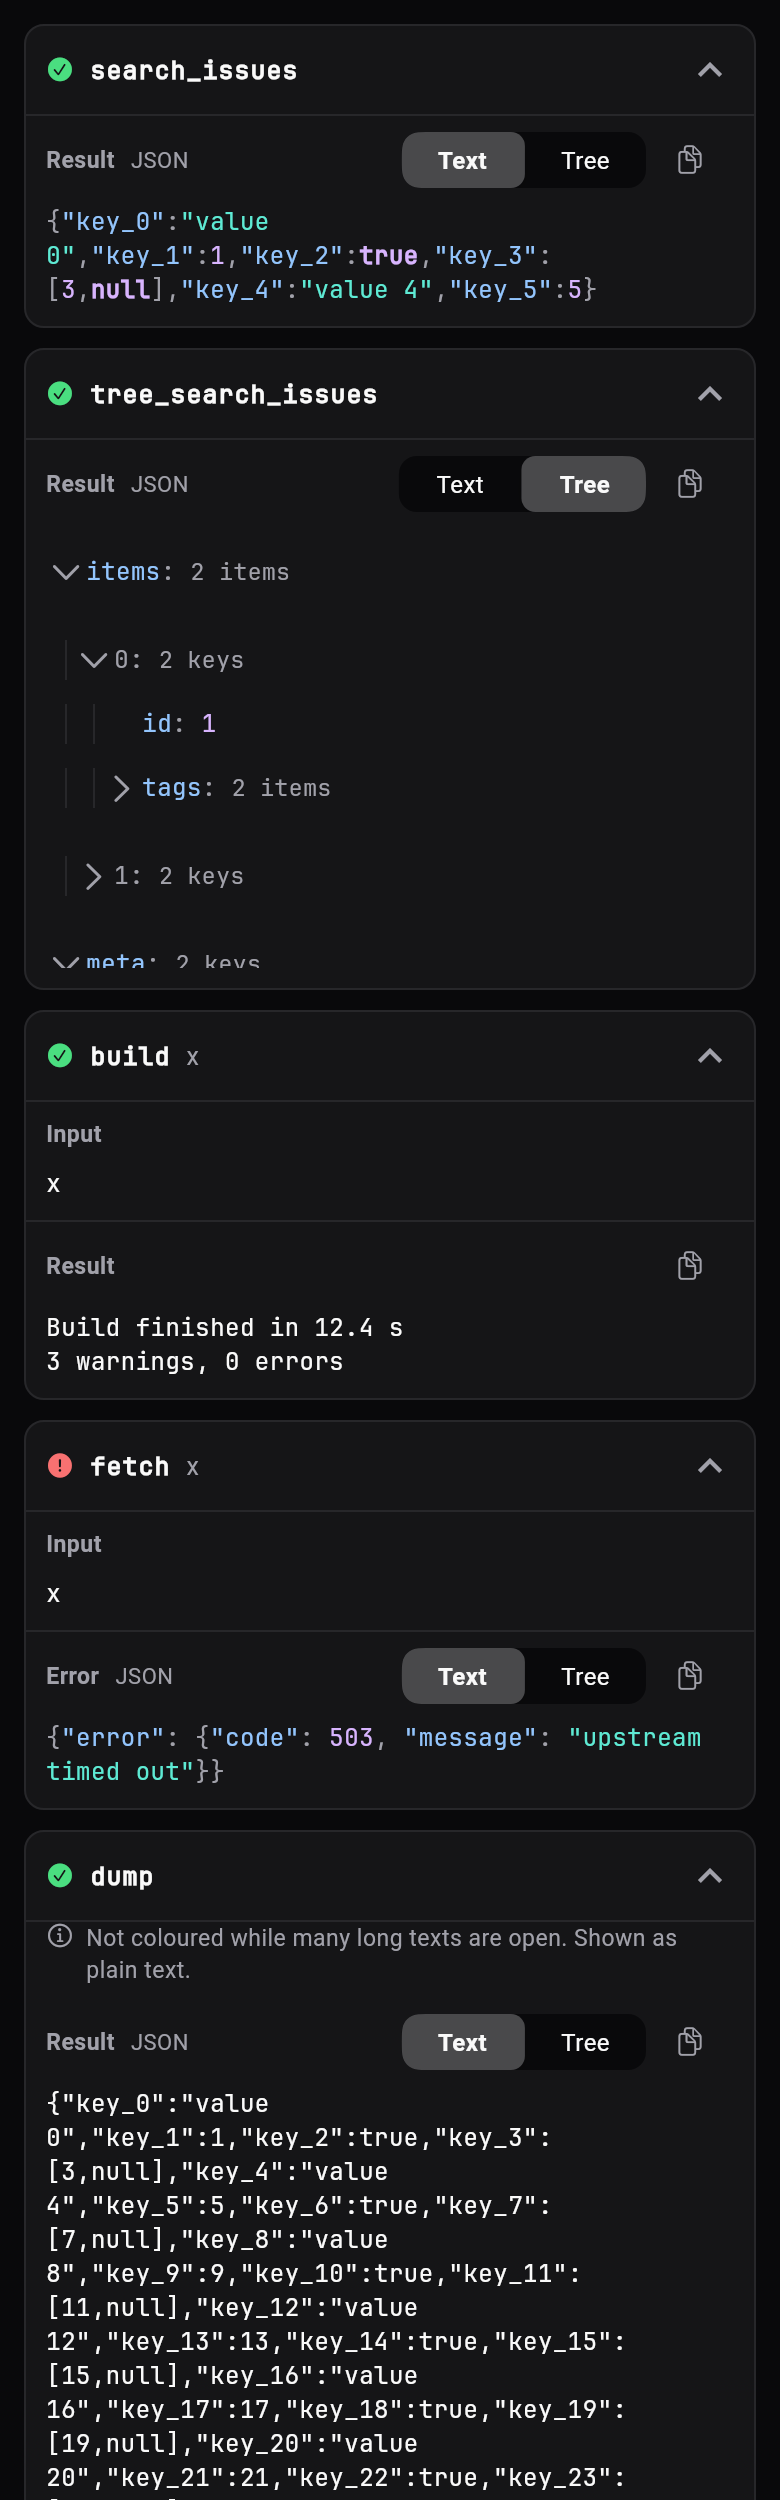 search_issues
Result JSON Text Tree
{"key_0":"value
0","key_1":1,"key_2":true,"key_3":
[3,null],"key_4":"value 4","key_5":5}
tree_search_issues
Result JSON Text Tree
items: 2 items
0: 2 keys
id: 1
tags: 2 items
1: 2 keys
meta: 2 keys
build x
Input
x
Result
Build finished in 12.4 s
3 warnings, 0 errors
fetch x
Input
x
Error JSON Text Tree
{"error": {"code": 503, "message": "upstream
timed out"}}
dump
Not coloured while many long texts are open. Shown as
plain text.
Result JSON Text Tree
{"key_0":"value
0","key_1":1,"key_2":true,"key_3":
[3,null],"key_4":"value
4","key_5":5,"key_6":true,"key_7":
[7,null],"key_8":"value
8","key_9":9,"key_10":true,"key_11":
[11,null],"key_12":"value
12","key_13":13,"key_14":true,"key_15":
[15,null],"key_16":"value
16","key_17":17,"key_18":true,"key_19":
[19,null],"key_20":"value
20","key_21":21,"key_22":true,"key_23":